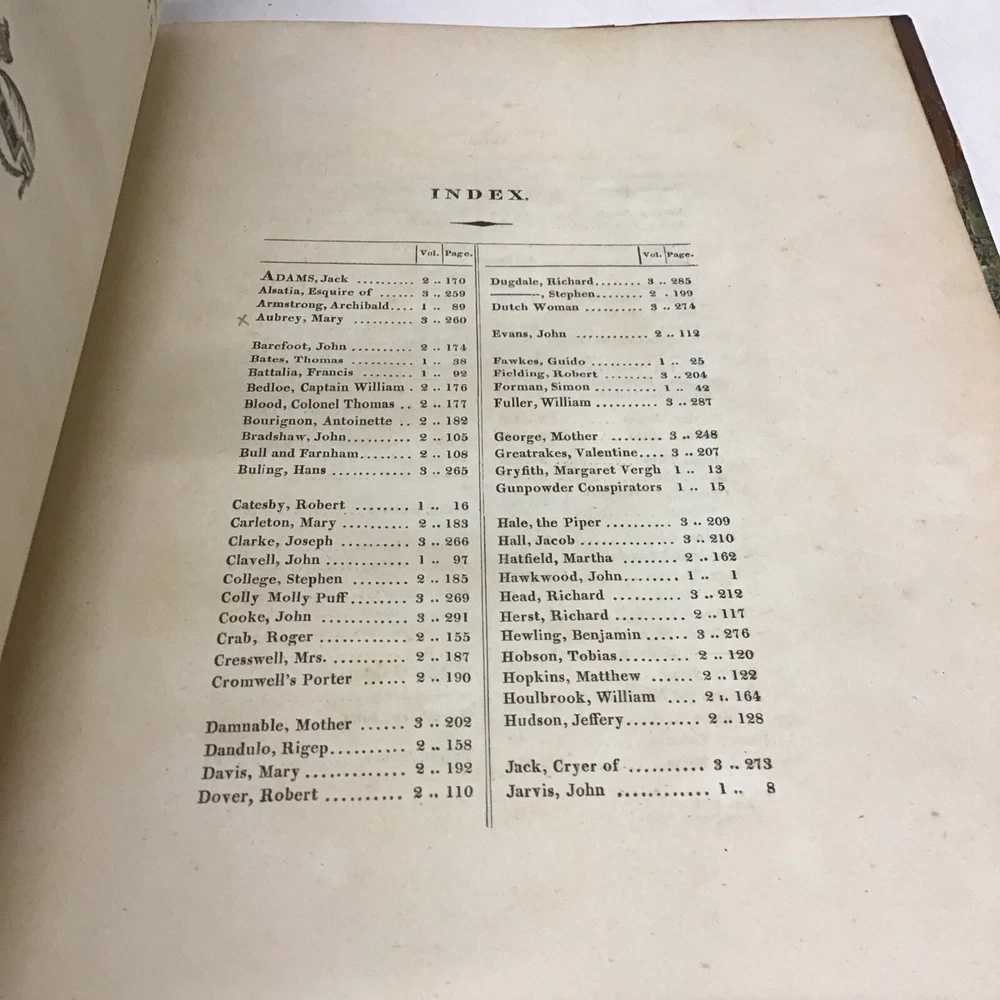 INDEX.
Vol. Page.
ADAMS, Jack .......... 2 .. 170
Alsatia, Esquire of ...... 3 .. 259
Armstrong, Archibald.... 1 .. 89
x Aubrey, Mary .......... 3 .. 260
Barefoot, John .......... 2 .. 174
Bates, Thomas .......... 1 .. 38
Battalia, Francis ........ 1 .. 92
Bedloe, Captain William . 2 .. 176
Blood, Colonel Thomas .. 2 .. 177
Bourignon, Antoinette .. 2 .. 182
Bradshaw, John.......... 2 .. 105
Bull and Farnham........ 2 .. 108
Buling, Hans ............ 3 .. 265
Catesby, Robert ........ 1 .. 16
Carleton, Mary .......... 2 .. 183
Clarke, Joseph .......... 3 .. 266
Clavell, John ............ 1 .. 97
College, Stephen ........ 2 .. 185
Colly Molly Puff........ 3 .. 269
Cooke, John ............ 3 .. 291
Crab, Roger ............ 2 .. 155
Cresswell, Mrs. .......... 2 .. 187
Cromwell's Porter ...... 2 .. 190
Damnable, Mother ...... 3 .. 202
Dandulo, Rigep.......... 2 .. 158
Davis, Mary ............. 2 .. 192
Dover, Robert .......... 2 .. 110
Vol. Page.
Dugdale, Richard........ 3 .. 285
———, Stephen........ 2 . 199
Dutch Woman .......... 3 .. 274
Evans, John ............ 2 .. 112
Fawkes, Guido .......... 1 .. 25
Fielding, Robert ........ 3 .. 204
Forman, Simon .......... 1 .. 42
Fuller, William .......... 3 .. 287
George, Mother ........ 3 .. 248
Greatrakes, Valentine.... 3 .. 207
Gryfith, Margaret Vergh 1 .. 13
Gunpowder Conspirators 1 .. 15
Hale, the Piper .......... 3 .. 209
Hall, Jacob .............. 3 .. 210
Hatfield, Martha ........ 2 .. 162
Hawkwood, John........ 1 .. 1
Head, Richard .......... 3 .. 212
Herst, Richard .......... 2 .. 117
Hewling, Benjamin ...... 3 .. 276
Hobson, Tobias.......... 2 .. 120
Hopkins, Matthew ...... 2 .. 122
Houlbrook, William .... 2 .. 164
Hudson, Jeffery.......... 2 .. 128
Jack, Cryer of .......... 3 .. 273
Jarvis, John ............ 1 .. 8